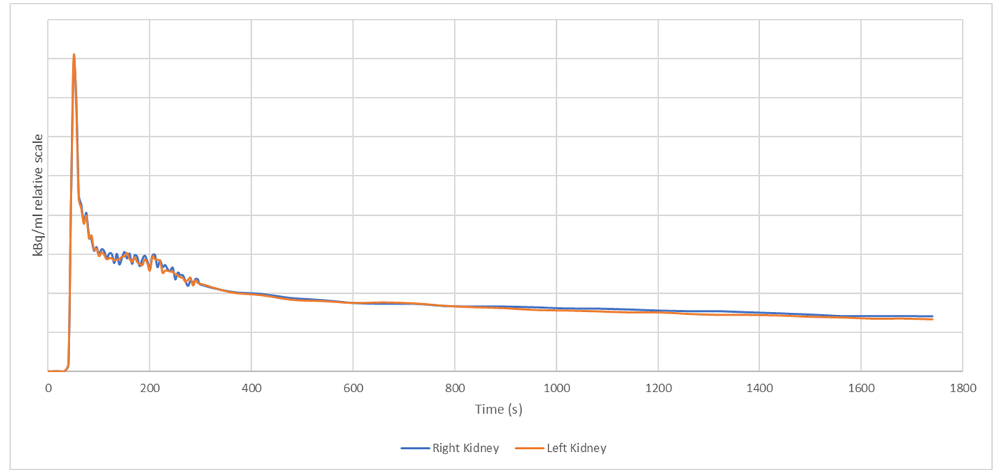 kBq/ml relative scale
0 200 400 600 800 1000 1200 1400 1600 1800
Time (s)
Right Kidney Left Kidney